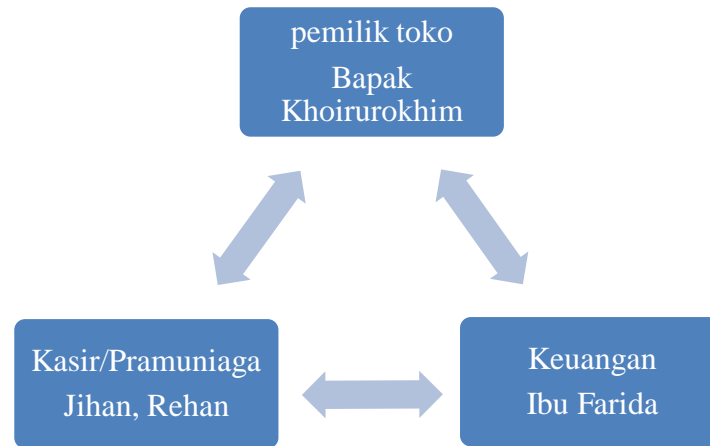 pemilik toko
Bapak
Khoirurokhim
Kasir/Pramuniaga
Jihan, Rehan
Keuangan
Ibu Farida